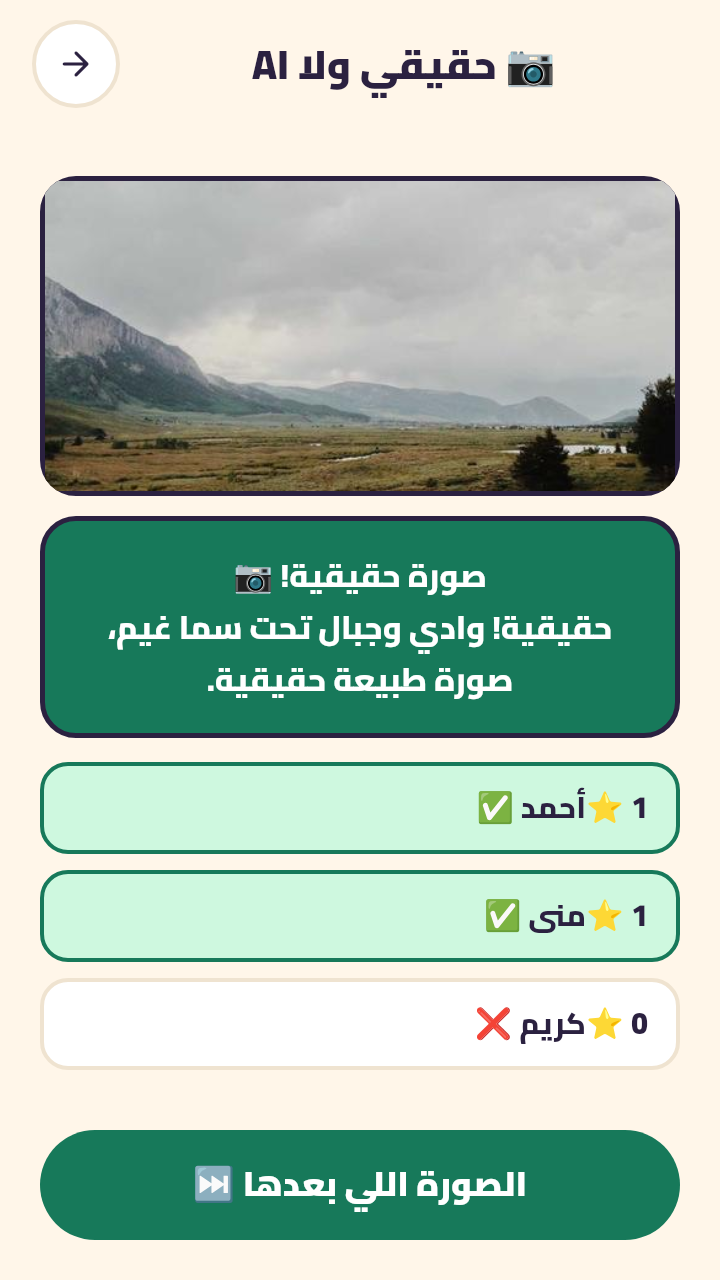 📷 حقيقي ولا AI
صورة حقيقية! 📷
حقيقية! وادي وجبال تحت سما غيم،
صورة طبيعة حقيقية.
1 ⭐ أحمد ✅
1 ⭐ منى ✅
0 ⭐ كريم ❌
الصورة اللي بعدها ⏭️